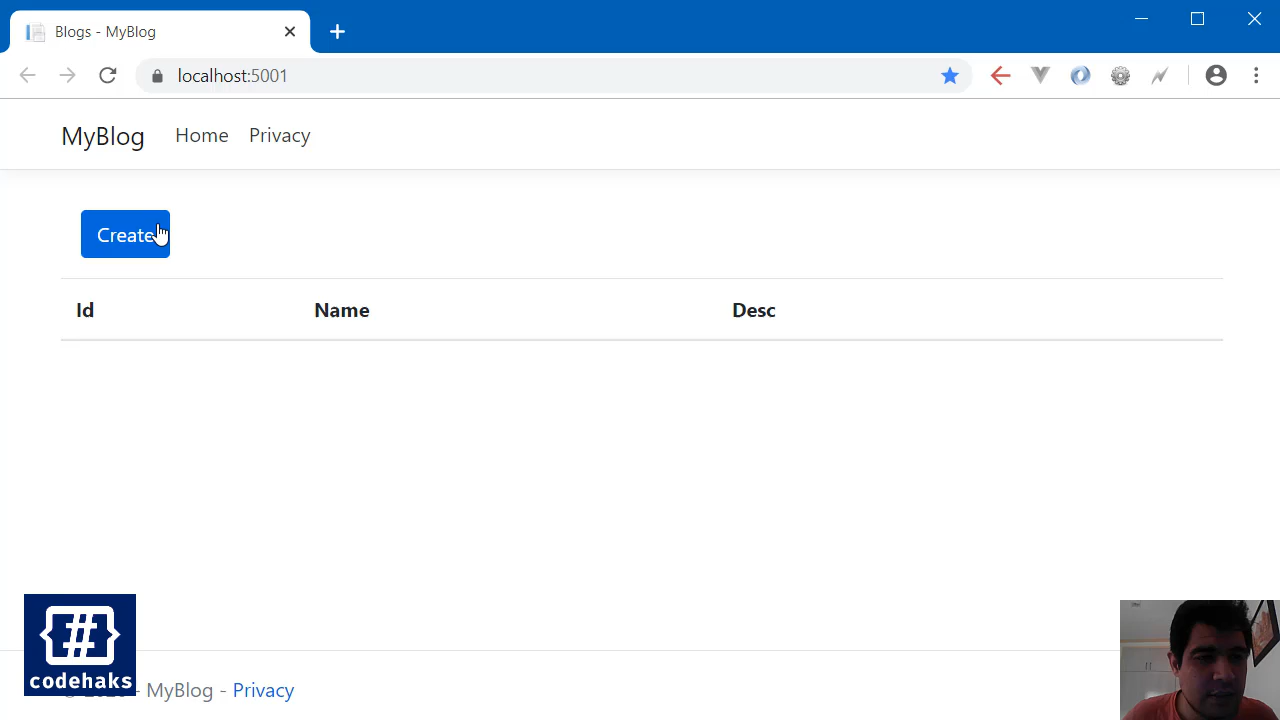 Blogs - MyBlog
localhost:5001
MyBlog Home Privacy
Create
Id Name Desc
{#}
codehaks
- MyBlog - Privacy